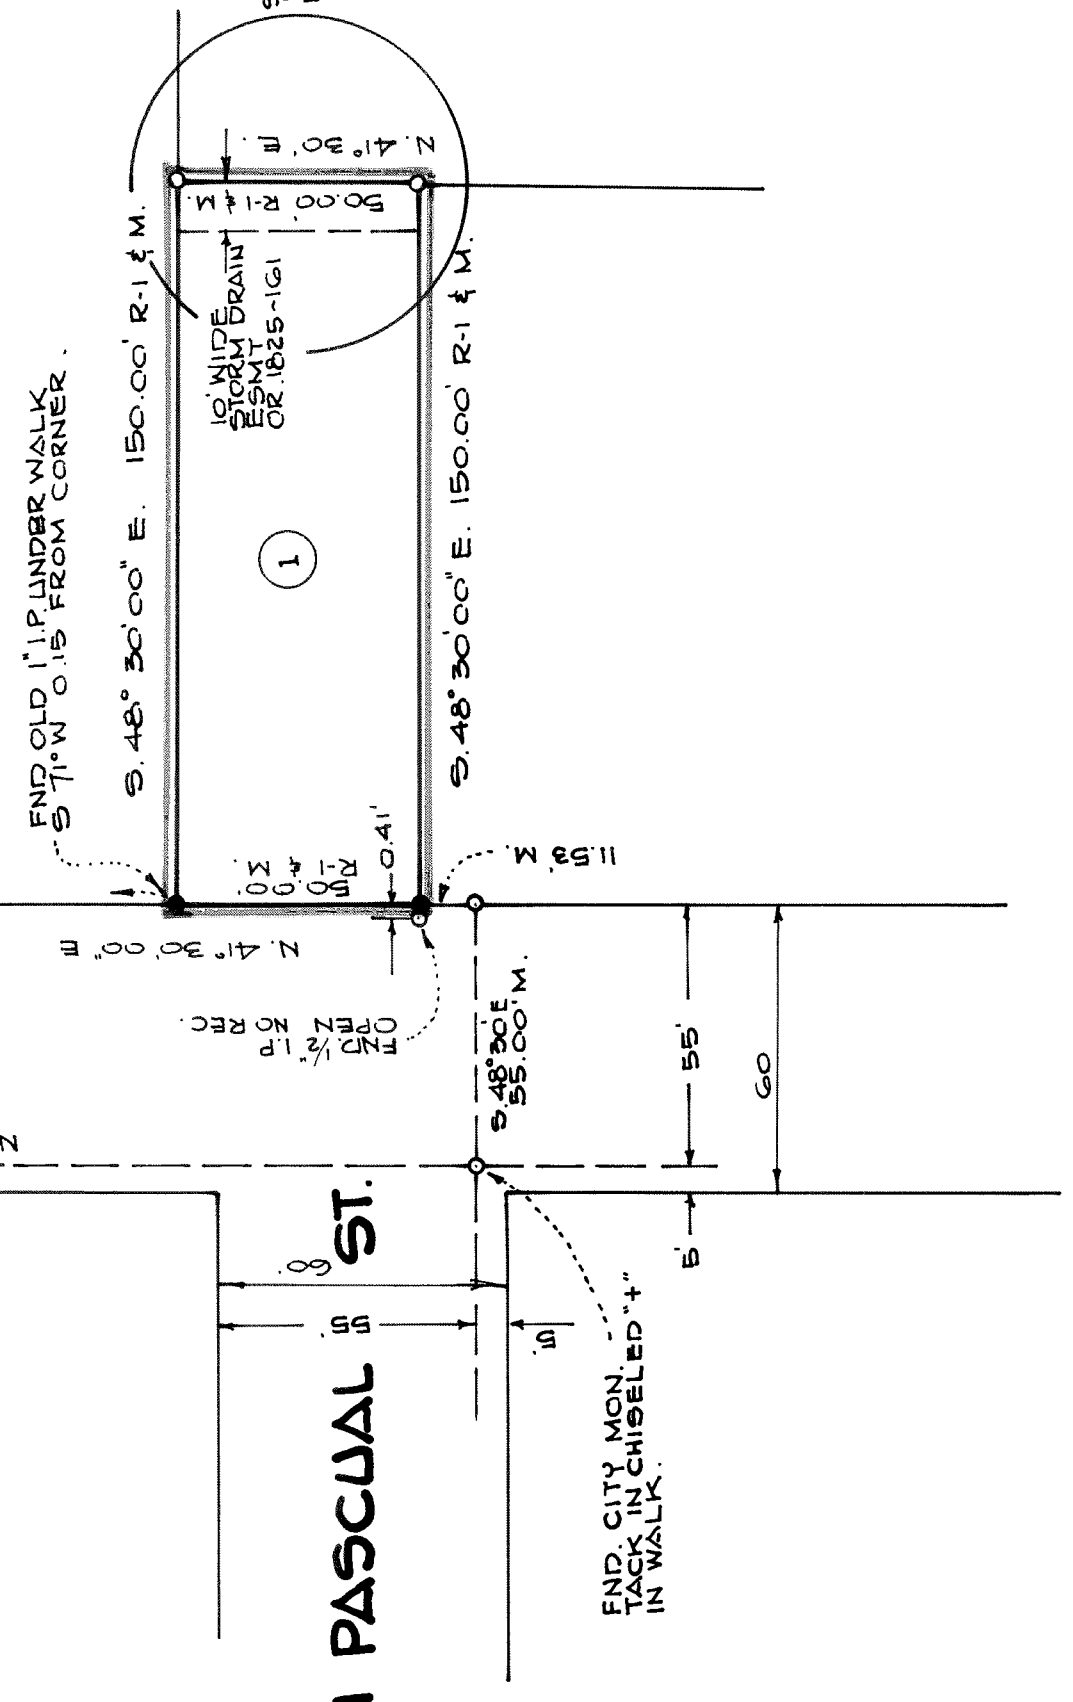 FND. OLD 1" I.P. UNDER WALK
S 71° W 0.15 FROM CORNER.
S. 48° 30' 00" E. 150.00' R-1 & M.
N. 41° 30' E.
50.00' R-1 & M.
10' WIDE
STORM DRAIN
ESMT
OR. 1825-161
1
S. 48° 30' 00" E. 150.00' R-1 & M.
50.00'
R-1 & M.
0.41'
11.53' M.
N. 41° 30' 00" E
FND. 1/2" I.P
OPEN NO REC.
S. 48° 30' E
55.00' M.
55'
60
5'
60'
55'
5'
PASCUAL ST.
FND. CITY MON.
TACK IN CHISELED "+"
IN WALK.
Z